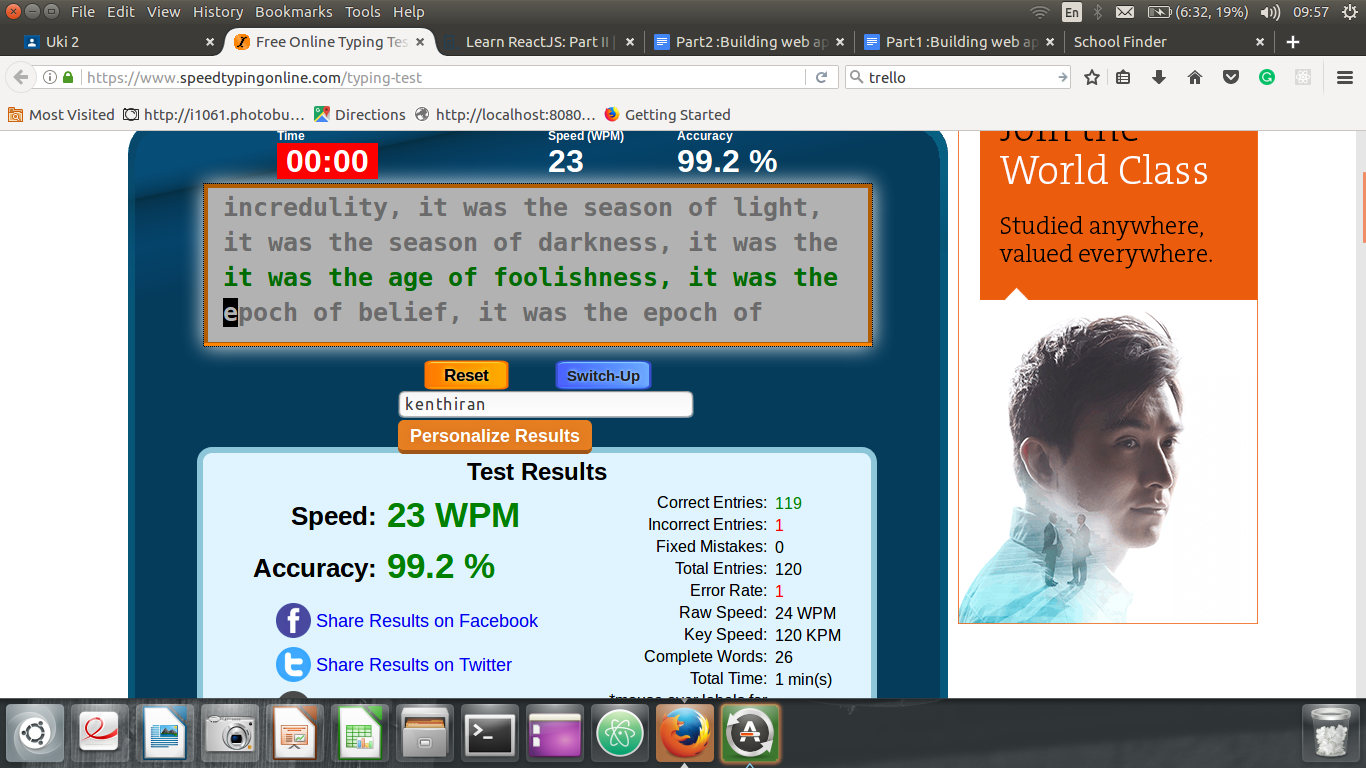 File Edit View History Bookmarks Tools Help En (6:32, 19%) 09:57
Uki 2 Free Online Typing Tes Learn ReactJS: Part II | Part2 :Building web ap Part1 :Building web ap School Finder
https://www.speedtypingonline.com/typing-test trello
Most Visited http://i1061.photobu... Directions http://localhost:8080... Getting Started
Time Speed (WPM) Accuracy
00:00 23 99.2 %
incredulity, it was the season of light,
it was the season of darkness, it was the
it was the age of foolishness, it was the
epoch of belief, it was the epoch of
Reset Switch-Up
kenthiran
Personalize Results
Test Results
Speed: 23 WPM
Accuracy: 99.2 %
Share Results on Facebook
Share Results on Twitter
Correct Entries: 119
Incorrect Entries: 1
Fixed Mistakes: 0
Total Entries: 120
Error Rate: 1
Raw Speed: 24 WPM
Key Speed: 120 KPM
Complete Words: 26
Total Time: 1 min(s)
*mouse over labels for
Join the
World Class
Studied anywhere,
valued everywhere.